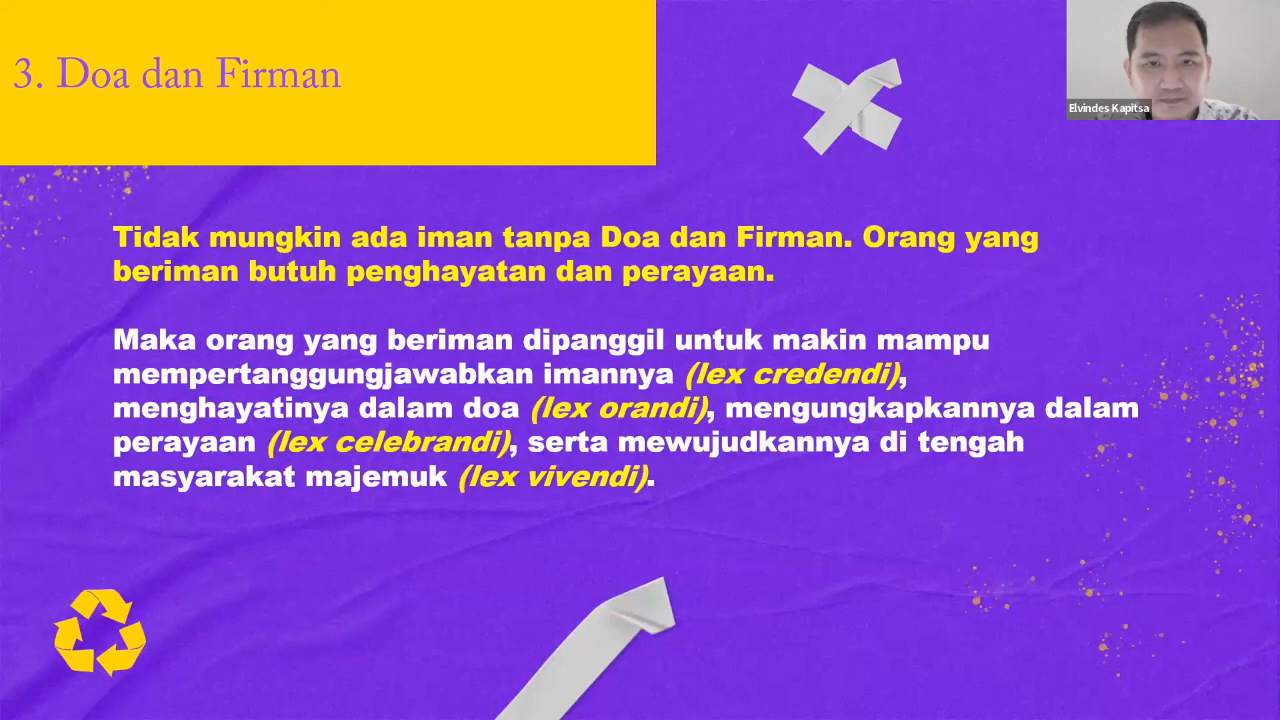 3. Doa dan Firman
Elvindes Kapitsa
Tidak mungkin ada iman tanpa Doa dan Firman. Orang yang
beriman butuh penghayatan dan perayaan.
Maka orang yang beriman dipanggil untuk makin mampu
mempertanggungjawabkan imannya (lex credendi),
menghayatinya dalam doa (lex orandi), mengungkapkannya dalam
perayaan (lex celebrandi), serta mewujudkannya di tengah
masyarakat majemuk (lex vivendi).